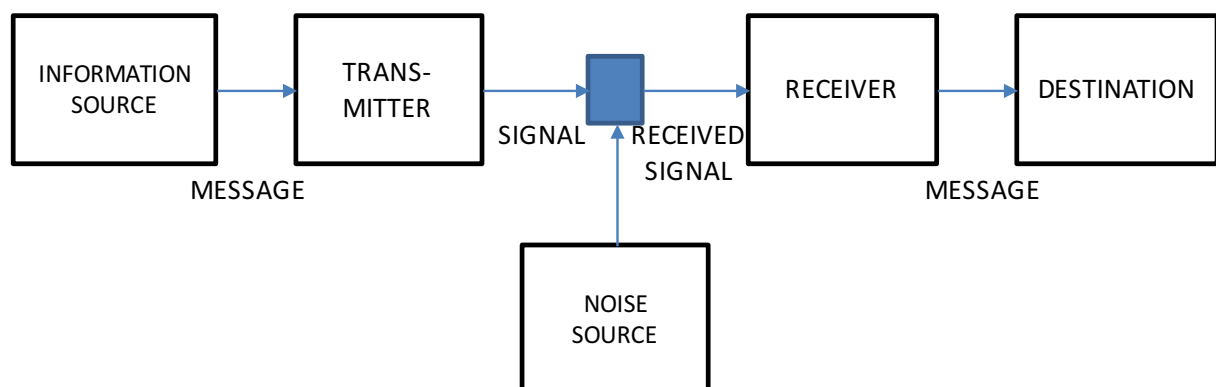 INFORMATION
SOURCE
TRANS-
MITTER
RECEIVER
DESTINATION
SIGNAL
RECEIVED
SIGNAL
MESSAGE
MESSAGE
NOISE
SOURCE